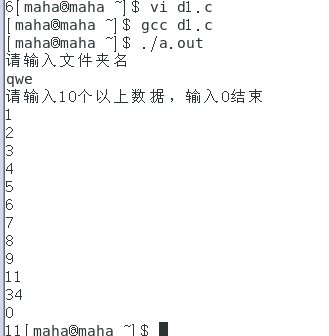 6[maha@maha ~]$ vi d1.c
[maha@maha ~]$ gcc d1.c
[maha@maha ~]$ ./a.out
请输入文件夹名
qwe
请输入10个以上数据，输入0结束
1
2
3
4
5
6
7
8
9
11
34
0
11[maha@maha ~]$